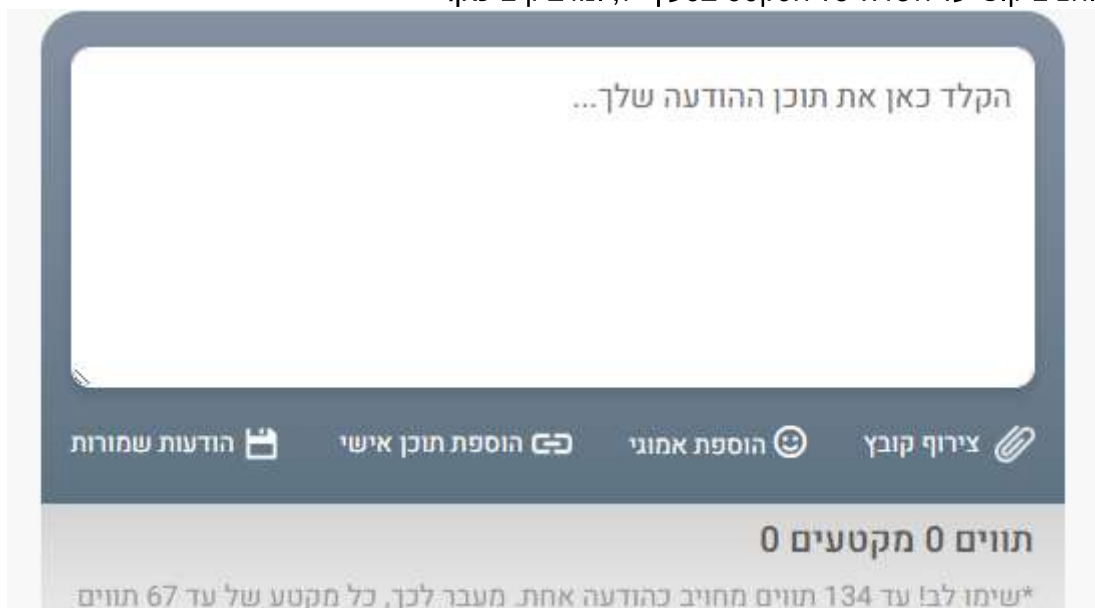 הקלד כאן את תוכן ההודעה שלך...
צירוף קובץ הוספת אמוגי הוספת תוכן אישי הודעות שמורות
תווים 0 מקטעים 0
*שימו לב! עד 134 תווים מחויב כהודעה אחת. מעבר לכך, כל מקטע של עד 67 תווים